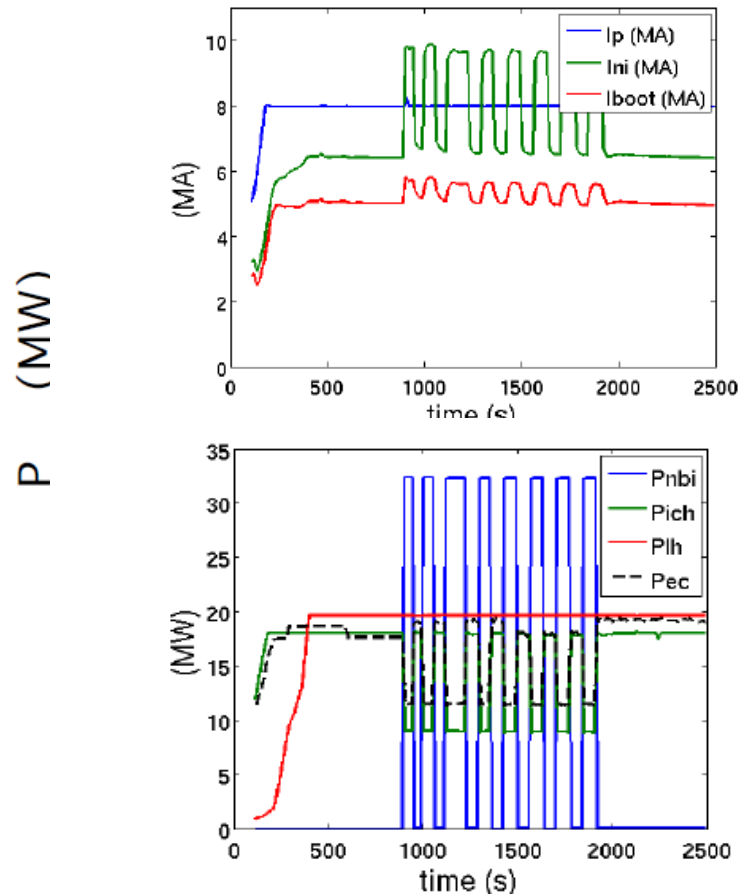 P (MW)
10
8
6
4
2
0
(MA)
Ip (MA)
Ini (MA)
Iboot (MA)
0 500 1000 1500 2000 2500
time (s)
35
30
25
20
15
10
5
0
(MW)
Pnbi
Pich
Plh
Pec
0 500 1000 1500 2000 2500
time (s)